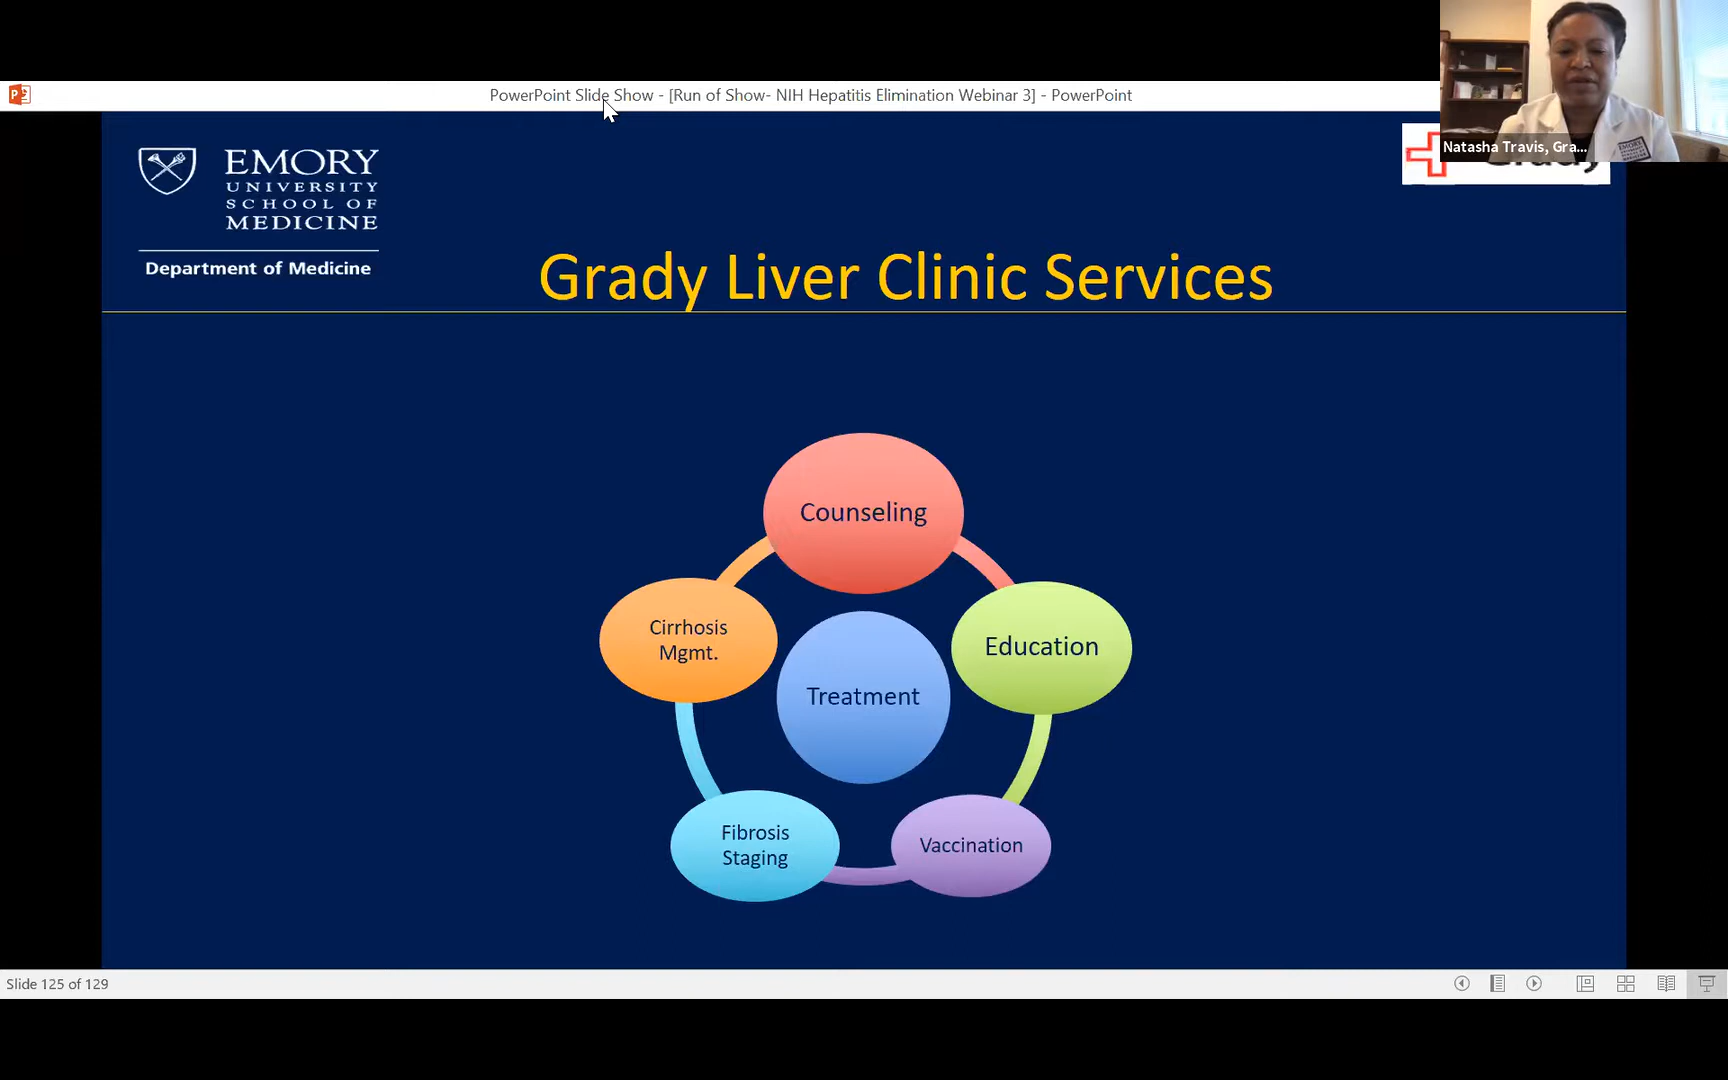 PowerPoint Slide Show - [Run of Show- NIH Hepatitis Elimination Webinar 3] - PowerPoint
Natasha Travis, Gra...
EMORY
UNIVERSITY
SCHOOL OF
MEDICINE
Department of Medicine
Grady Liver Clinic Services
Counseling
Cirrhosis
Mgmt.
Education
Treatment
Fibrosis
Staging
Vaccination
Slide 125 of 129